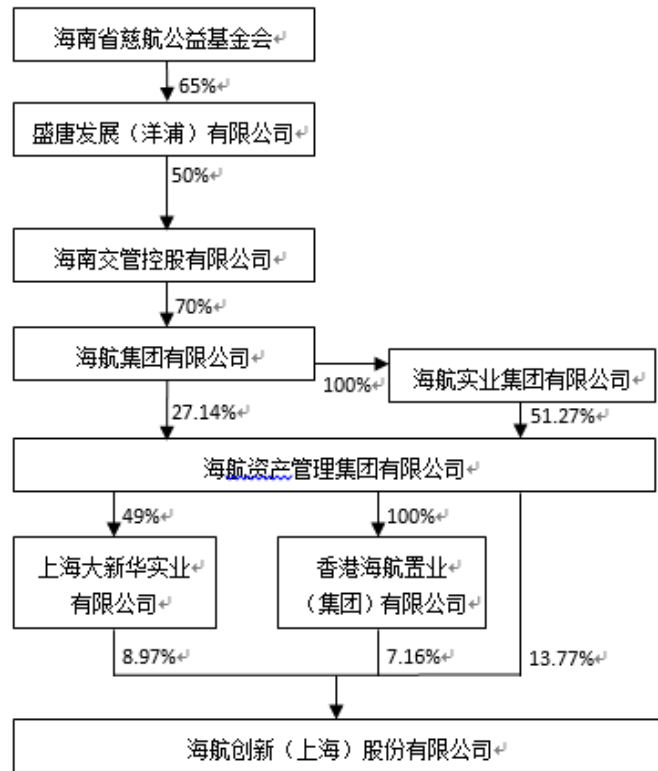 海南省慈航公益基金会
65%
盛唐发展（洋浦）有限公司
50%
海南交管控股有限公司
70%
海航集团有限公司
100%
海航实业集团有限公司
27.14%
51.27%
海航资产管理集团有限公司
49%
100%
上海大新华实业
有限公司
香港海航置业
（集团）有限公司
8.97%
7.16%
13.77%
海航创新（上海）股份有限公司